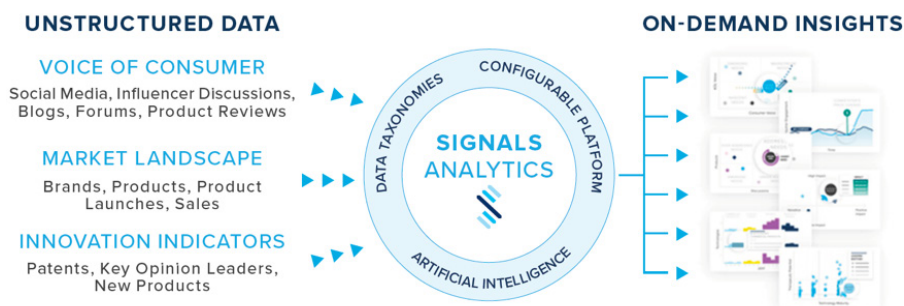 UNSTRUCTURED DATA
VOICE OF CONSUMER
Social Media, Influencer Discussions,
Blogs, Forums, Product Reviews
MARKET LANDSCAPE
Brands, Products, Product
Launches, Sales
INNOVATION INDICATORS
Patents, Key Opinion Leaders,
New Products
DATA TAXONOMIES
CONFIGURABLE PLATFORM
ARTIFICIAL INTELLIGENCE
SIGNALS
ANALYTICS
ON-DEMAND INSIGHTS